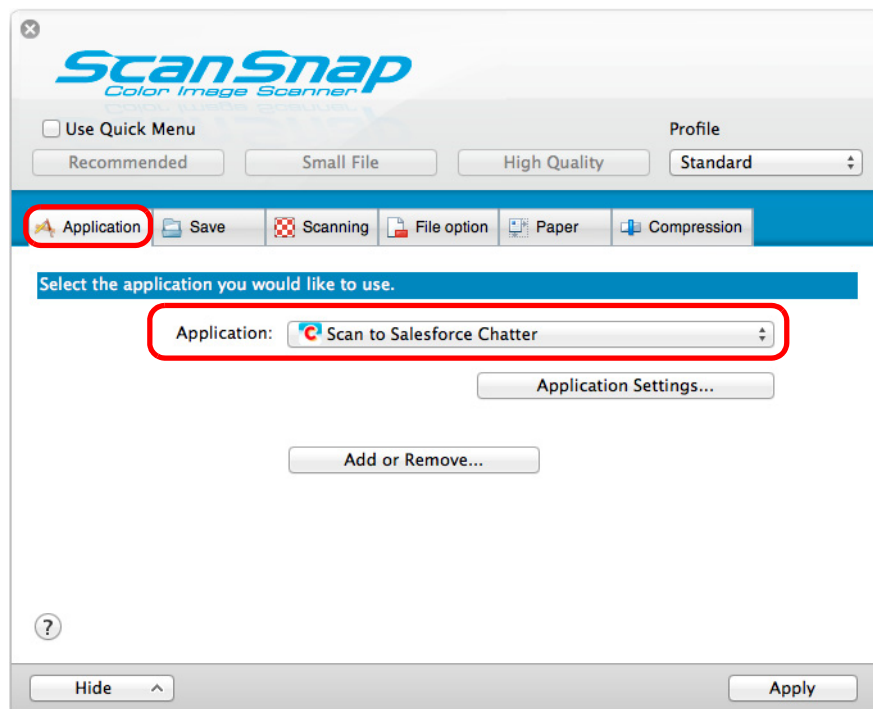 ScanSnap
Color Image Scanner
Use Quick Menu
Profile
Recommended
Small File
High Quality
Standard
Application
Save
Scanning
File option
Paper
Compression
Select the application you would like to use.
Application:
C Scan to Salesforce Chatter
Application Settings...
Add or Remove...
?
Hide
Apply